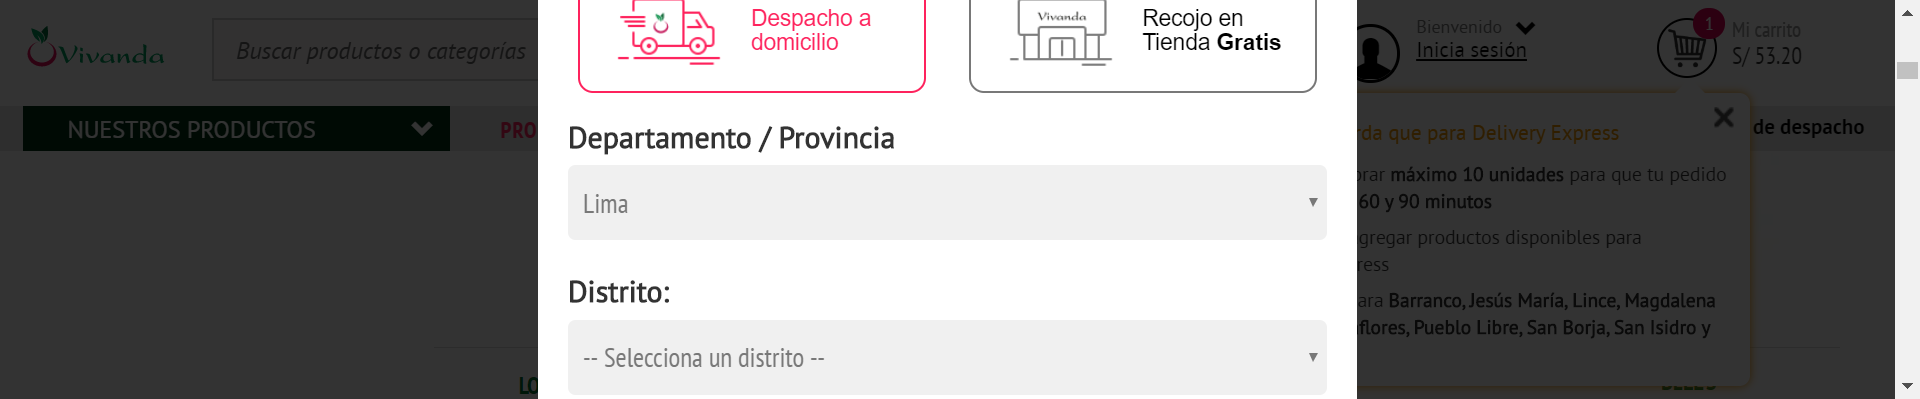 Vivanda
Buscar productos o categorías
Despacho a
domicilio
Vivanda
Recojo en
Tienda Gratis
Bienvenido
Inicia sesión
1
Mi carrito
S/ 53.20
NUESTROS PRODUCTOS
PRO
de despacho
Departamento / Provincia
Lima
Distrito:
-- Selecciona un distrito --
rda que para Delivery Express
prar máximo 10 unidades para que tu pedido
60 y 90 minutos
gregar productos disponibles para
ress
ara Barranco, Jesús María, Lince, Magdalena
flores, Pueblo Libre, San Borja, San Isidro y
LO